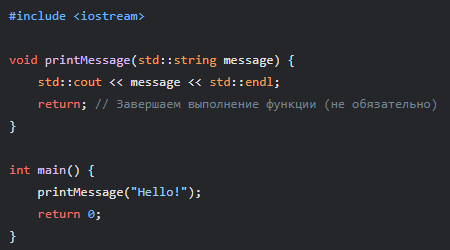 #include <iostream>
void printMessage(std::string message) {
    std::cout << message << std::endl;
    return; // Завершаем выполнение функции (не обязательно)
}
int main() {
    printMessage("Hello!");
    return 0;
}